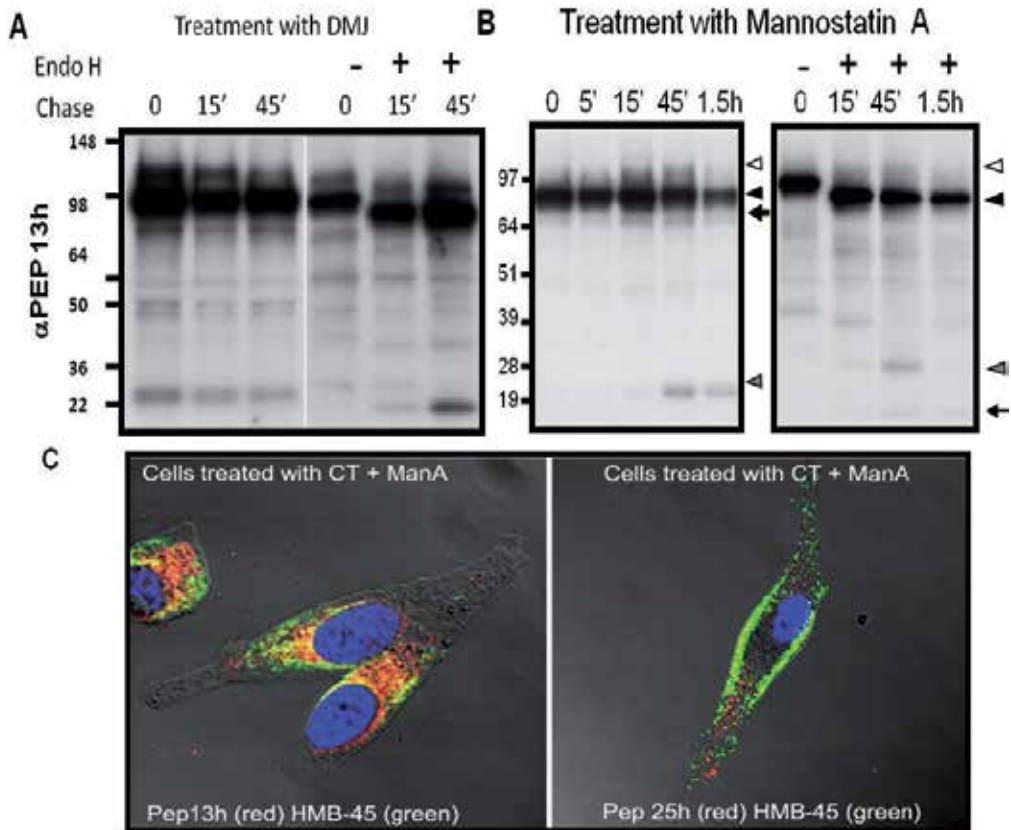 A
Treatment with DMJ
Endo H - + +
Chase 0 15' 45' 0 15' 45'
αPEP 13h
148
98
64
50
36
22
B
Treatment with Mannostatin A
- + + +
0 5' 15' 45' 1.5h 0 15' 45' 1.5h
97
64
51
39
28
19
C
Cells treated with CT + ManA
Pep13h (red) HMB-45 (green)
Cells treated with CT + ManA
Pep 25h (red) HMB-45 (green)